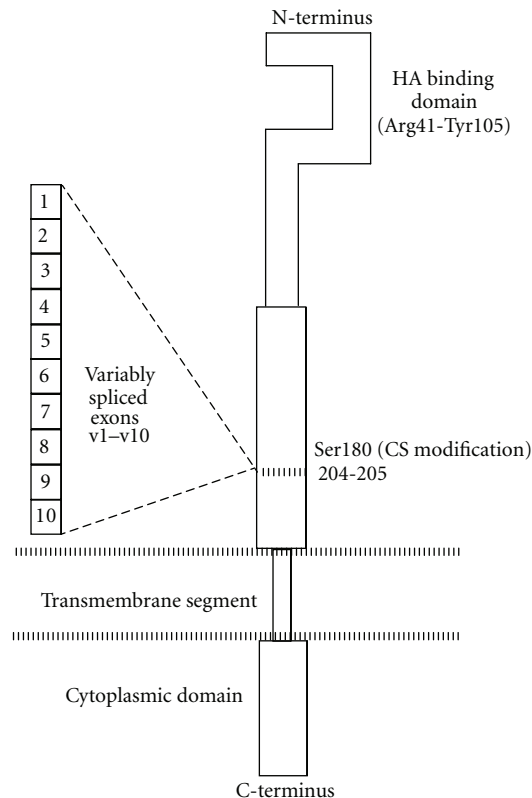 N-terminus
HA binding
domain
(Arg41-Tyr105)
1
2
3
4
5
6
7
8
9
10
Variably
spliced
exons
v1–v10
Ser180 (CS modification)
204-205
Transmembrane segment
Cytoplasmic domain
C-terminus